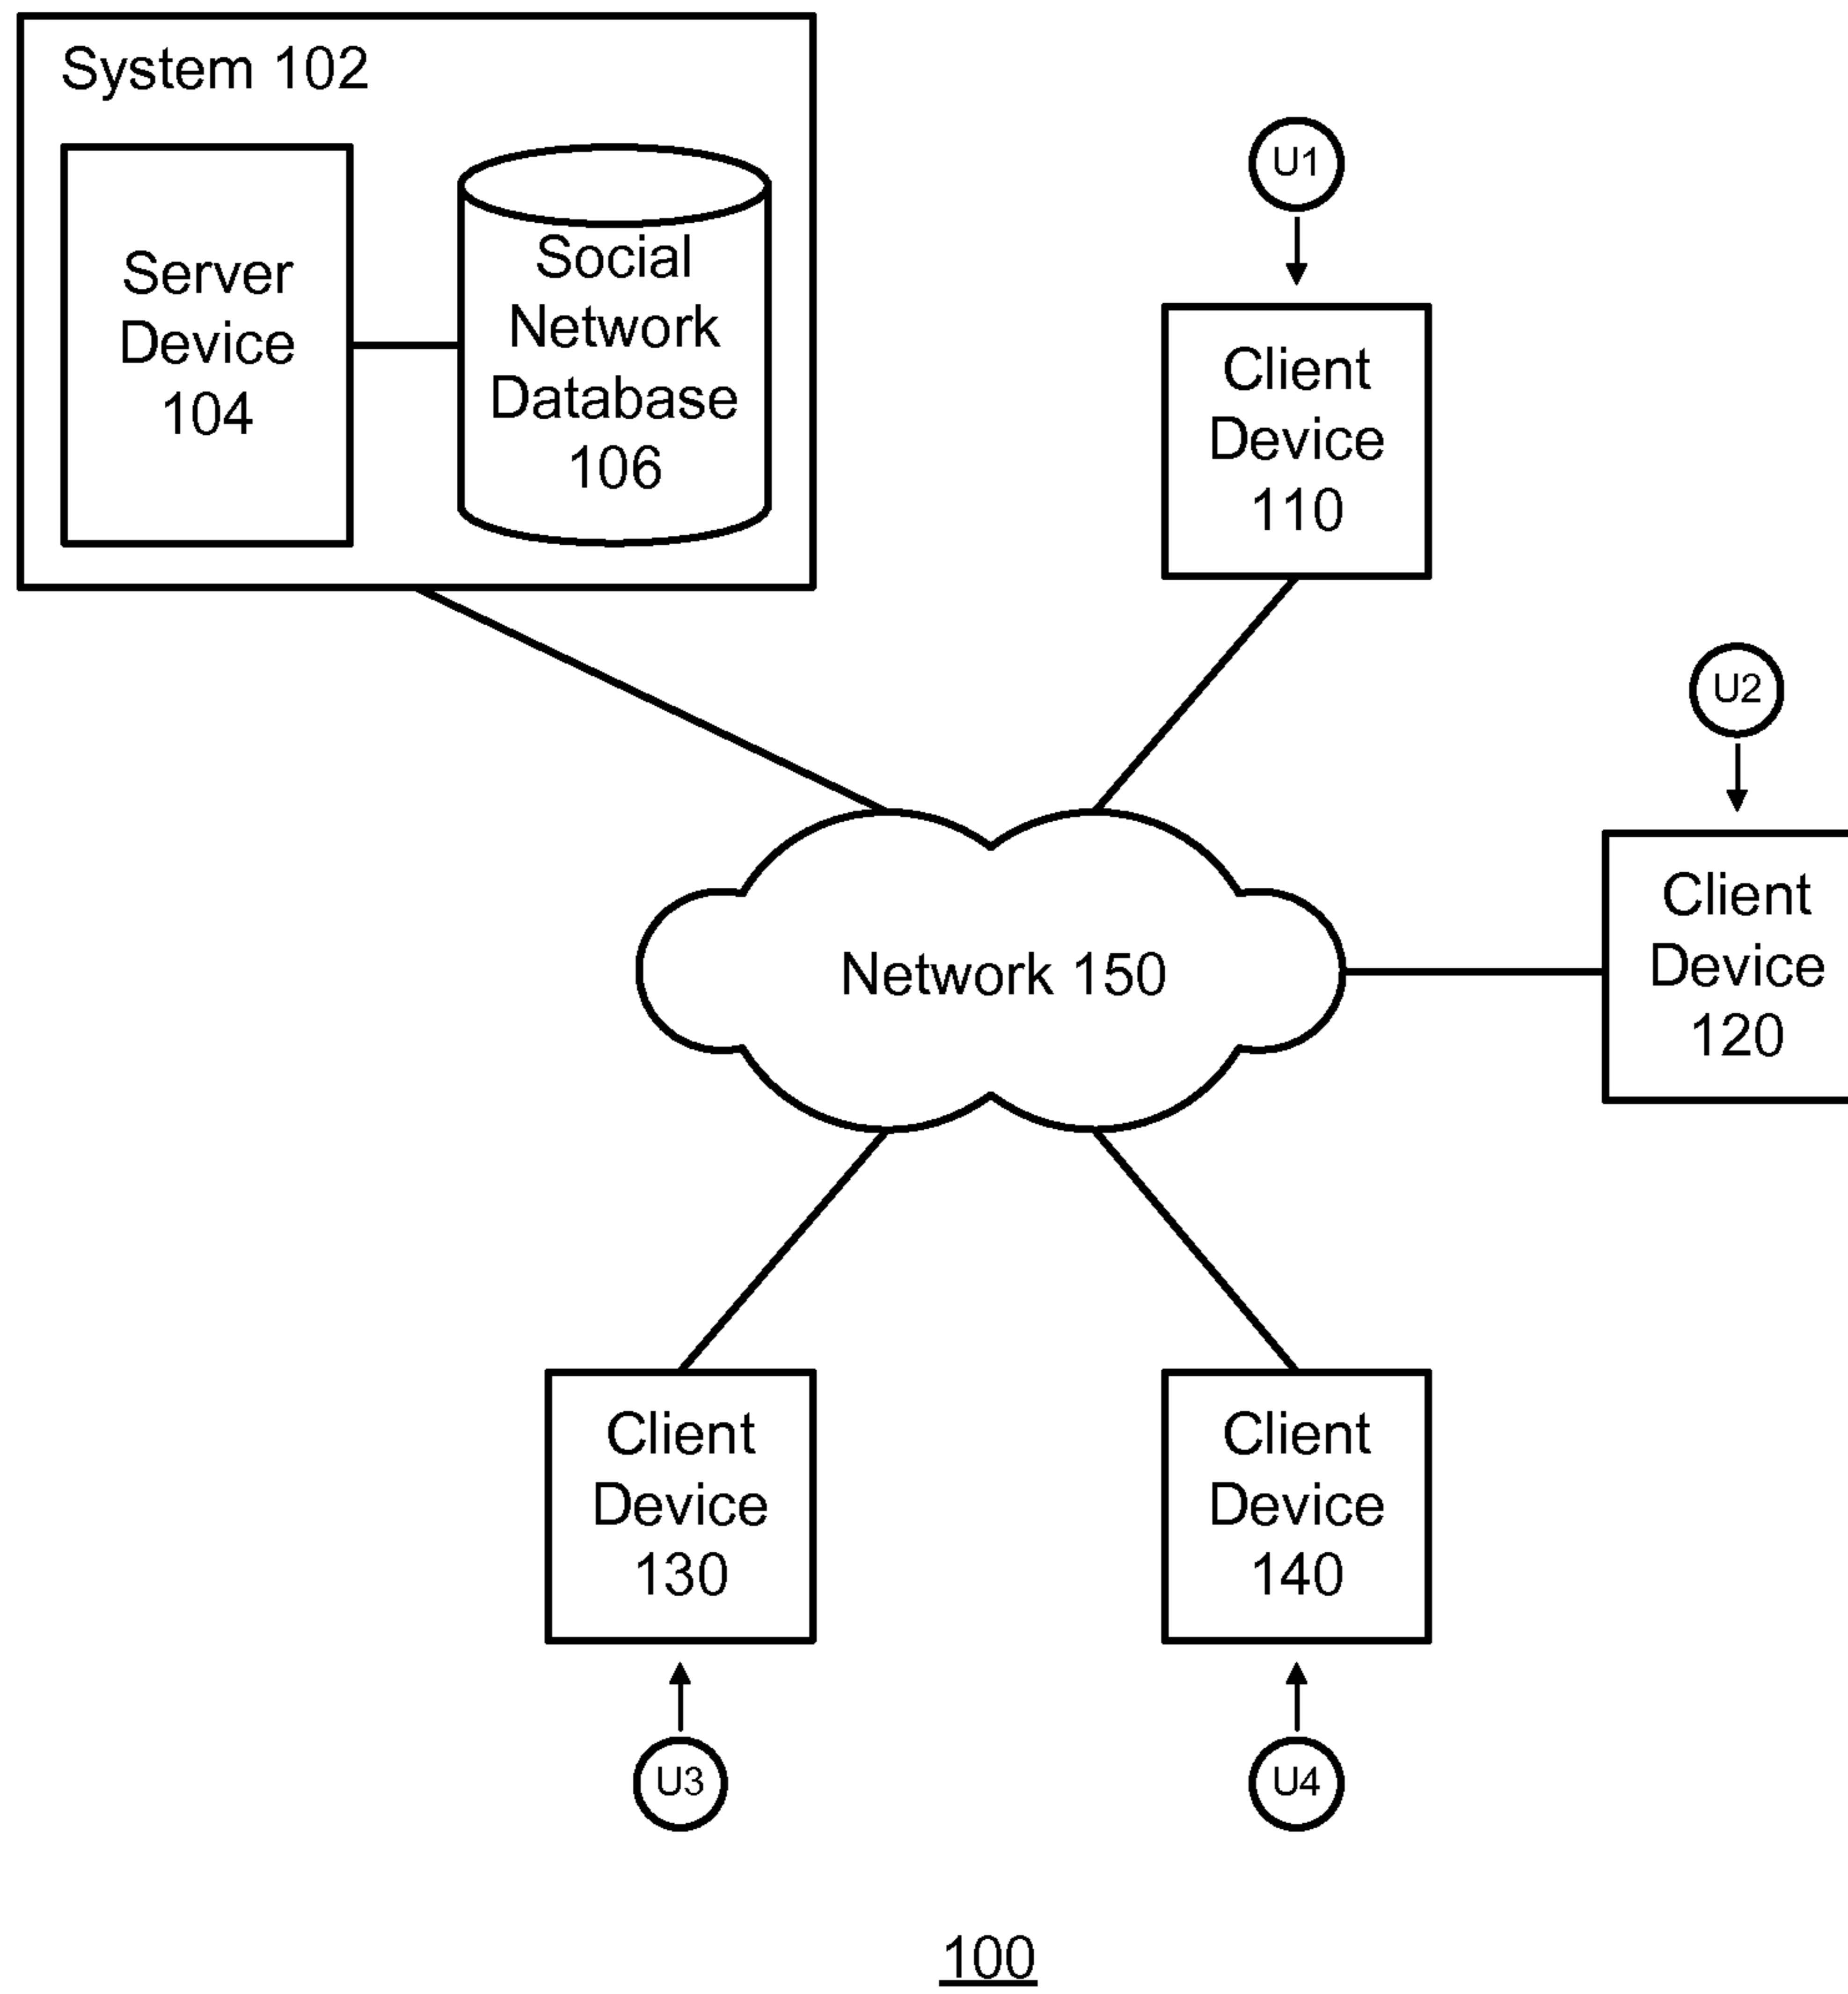 System 102
Server
Device
104
Social
Network
Database
106
U1
Client
Device
110
U2
Client
Device
120
Network 150
Client
Device
130
Client
Device
140
U3
U4
100